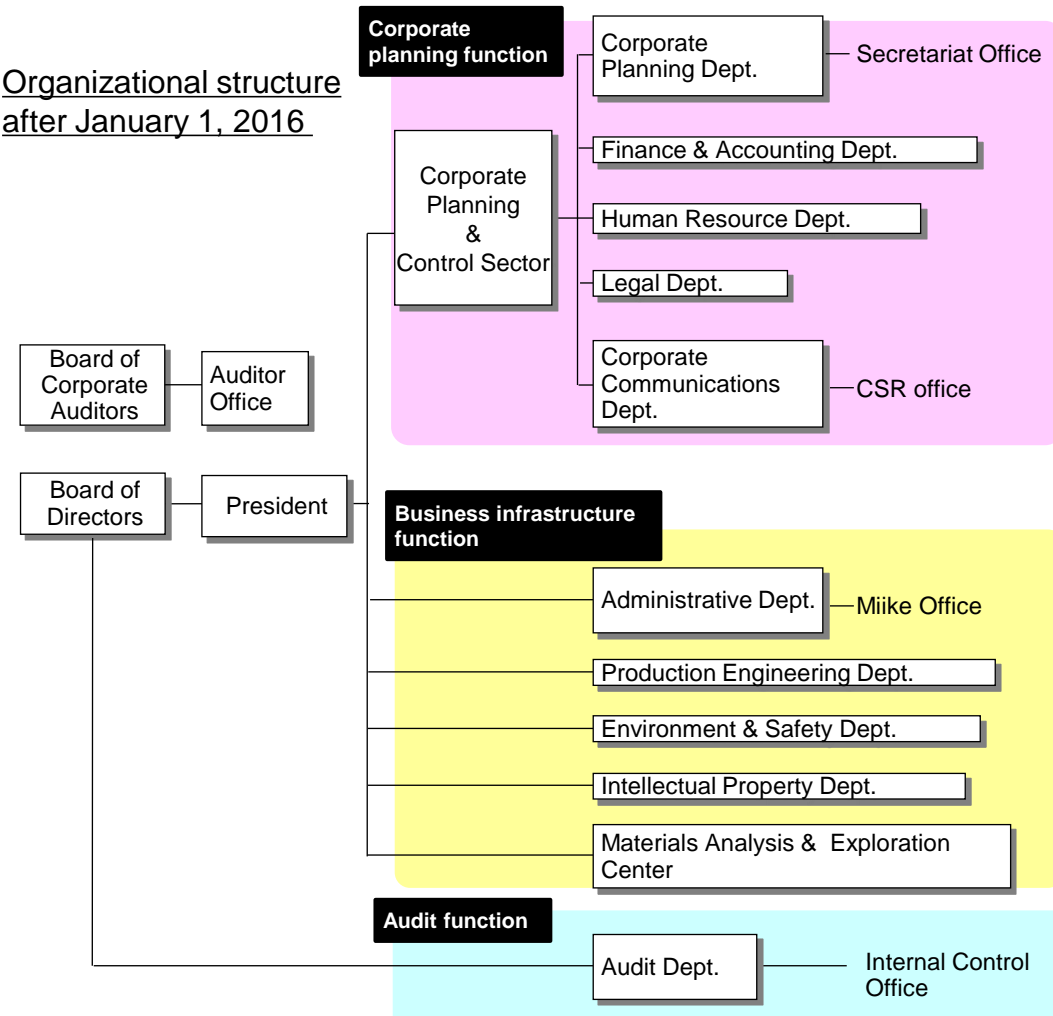 Organizational structure
after January 1, 2016
Corporate
planning function
Corporate
Planning Dept.
Secretariat Office
Finance & Accounting Dept.
Corporate
Planning
&
Control Sector
Human Resource Dept.
Legal Dept.
Corporate
Communications
Dept.
CSR office
Board of
Corporate
Auditors
Auditor
Office
Board of
Directors
President
Business infrastructure
function
Administrative Dept.
Miike Office
Production Engineering Dept.
Environment & Safety Dept.
Intellectual Property Dept.
Materials Analysis & Exploration
Center
Audit function
Audit Dept.
Internal Control
Office